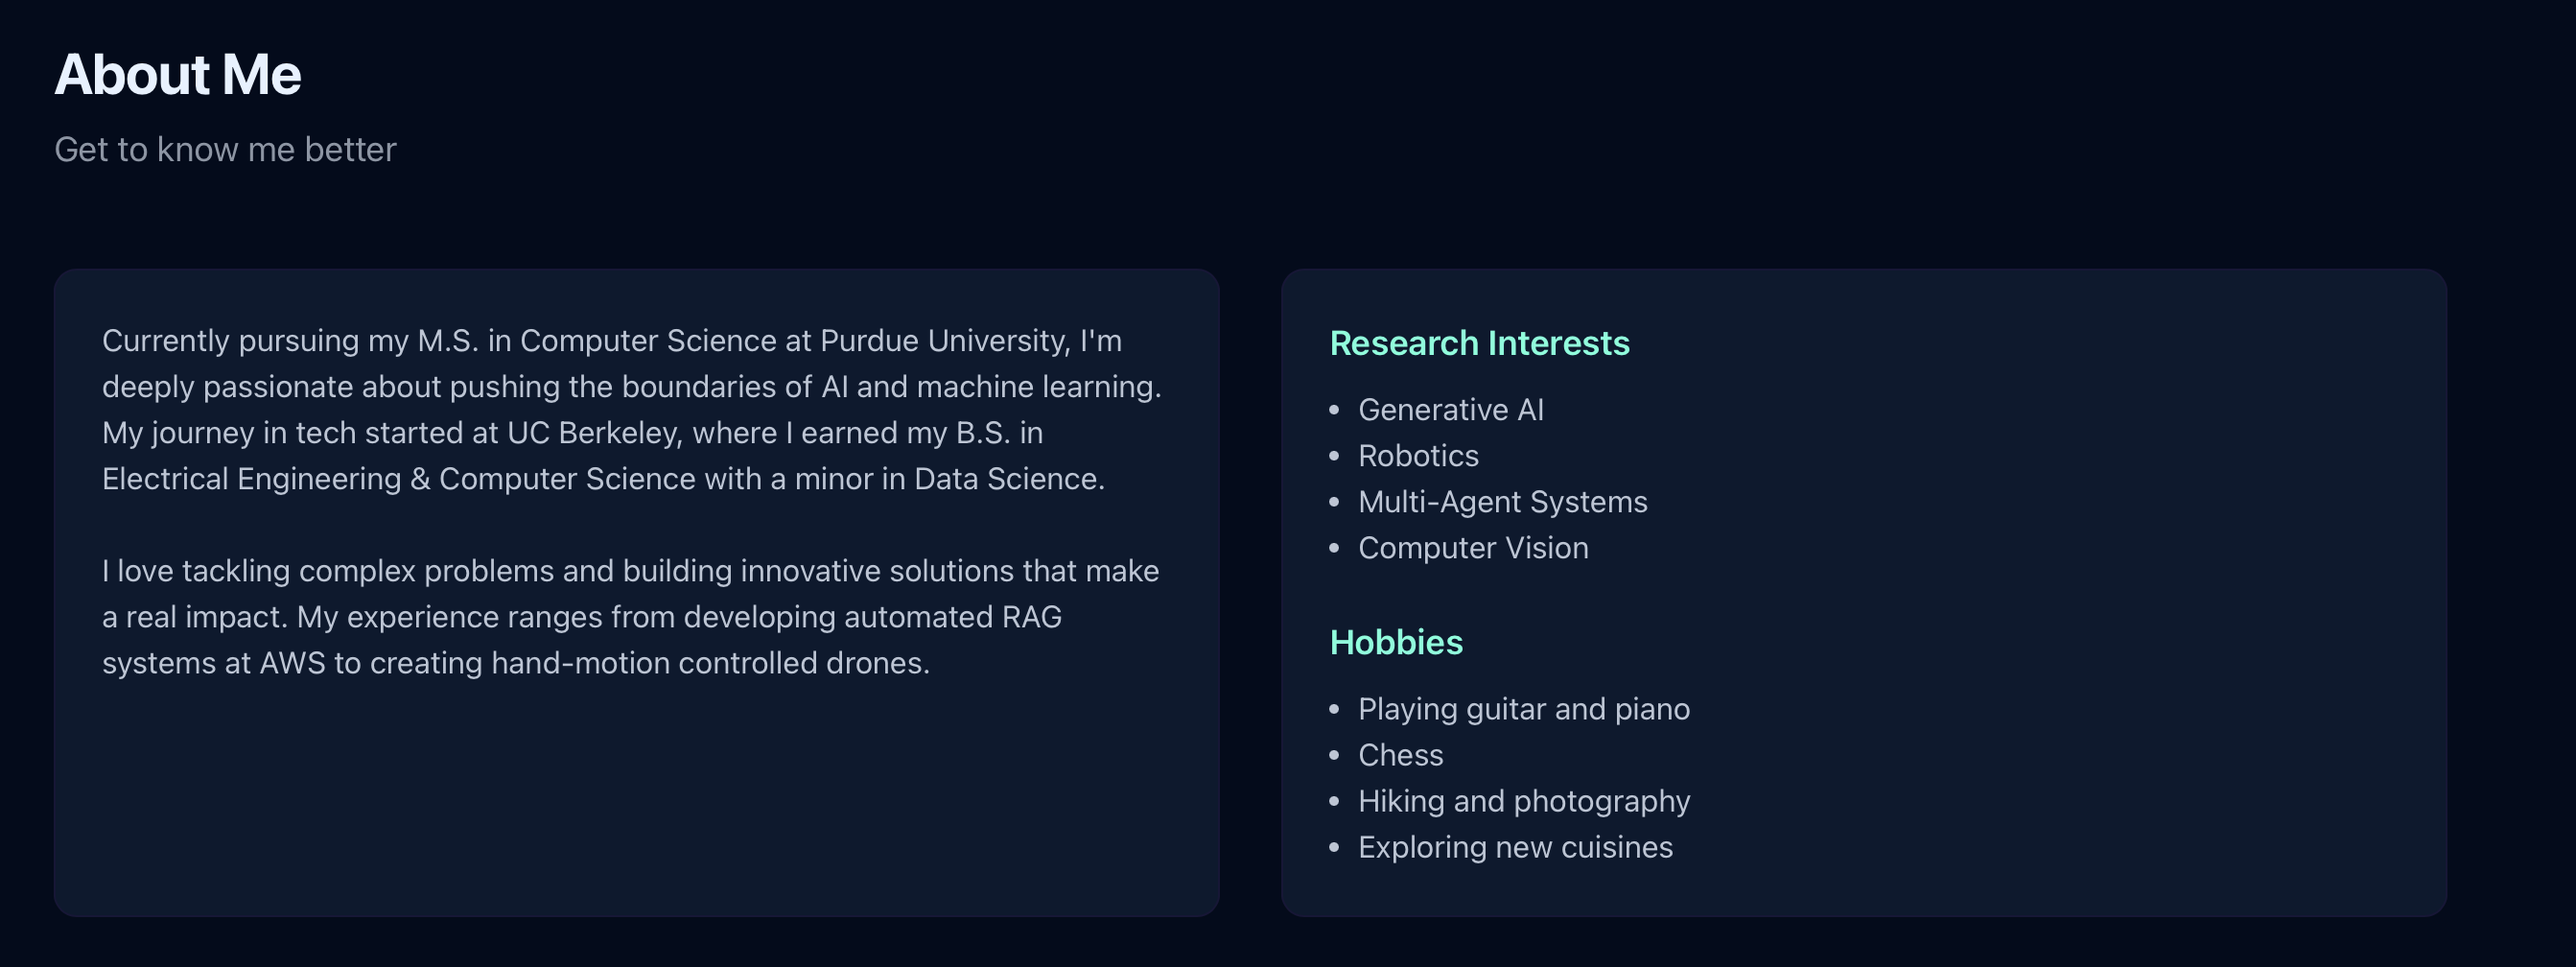 About Me
Get to know me better
Currently pursuing my M.S. in Computer Science at Purdue University, I'm
deeply passionate about pushing the boundaries of AI and machine learning.
My journey in tech started at UC Berkeley, where I earned my B.S. in
Electrical Engineering & Computer Science with a minor in Data Science.
I love tackling complex problems and building innovative solutions that make
a real impact. My experience ranges from developing automated RAG
systems at AWS to creating hand-motion controlled drones.
Research Interests
• Generative AI
• Robotics
• Multi-Agent Systems
• Computer Vision
Hobbies
• Playing guitar and piano
• Chess
• Hiking and photography
• Exploring new cuisines